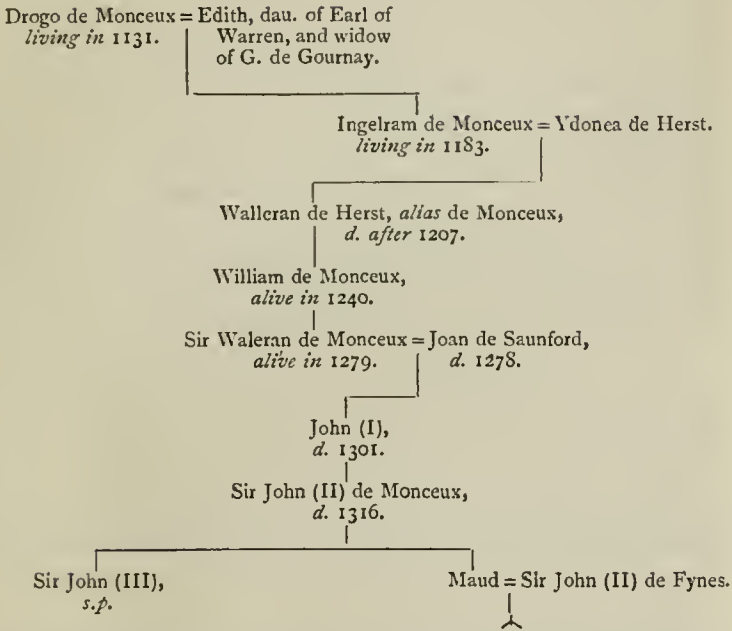 Drogo de Monceux = Edith, dau. of Earl of
living in 1131. Warren, and widow
of G. de Gournay.
Ingelram de Monceux = Ydonea de Herst.
living in 1183.
Walleran de Herst, alias de Monceux,
d. after 1207.
William de Monceux,
alive in 1240.
Sir Waleran de Monceux = Joan de Saunford,
alive in 1279. d. 1278.
John (I),
d. 1301.
Sir John (II) de Monceux,
d. 1316.
Sir John (III), Maud = Sir John (II) de Fynes.
s.p.